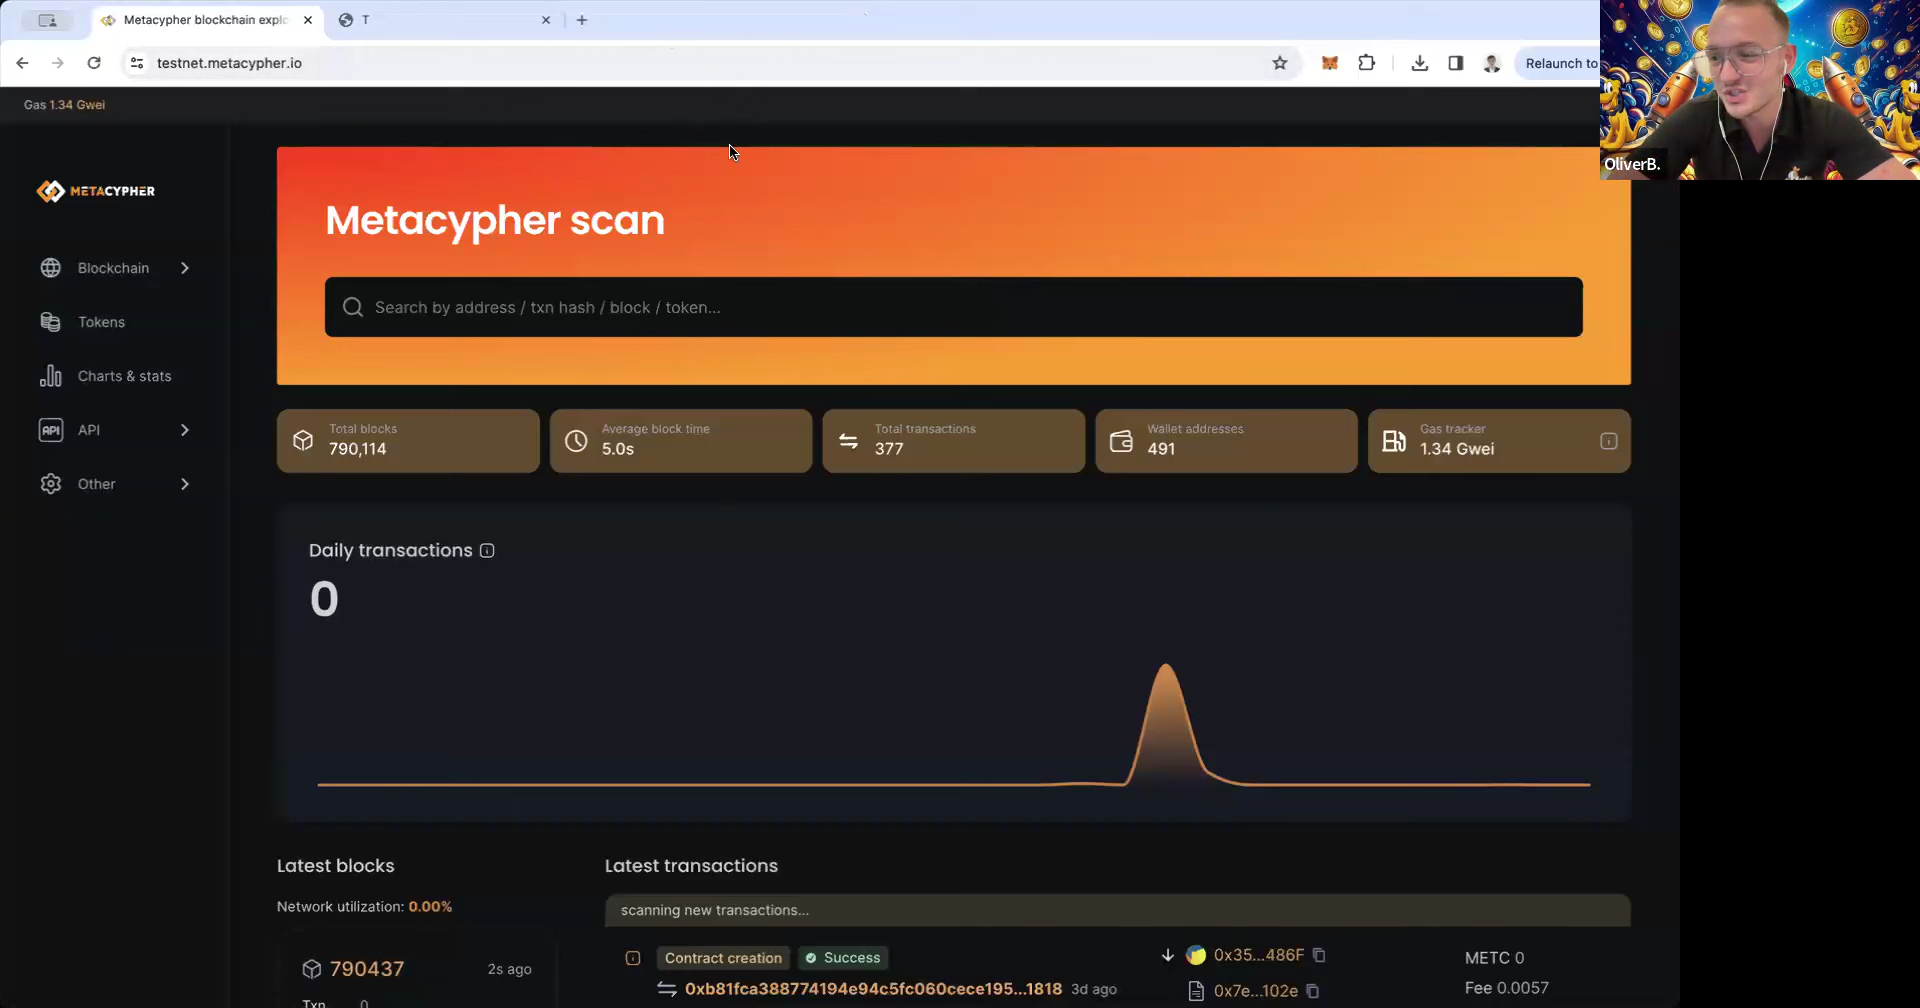 Metacypher blockchain explo
T
testnet.metacypher.io
Relaunch to
Gas 1.34 Gwei
OliverB.
METACYPHER
Metacypher scan
Search by address / txn hash / block / token...
Blockchain
Tokens
Charts & stats
API
API
Other
Total blocks
790,114
Average block time
5.0s
Total transactions
377
Wallet addresses
491
Gas tracker
1.34 Gwei
Daily transactions
0
Latest blocks
Network utilization: 0.00%
790437 2s ago
Txn 0
Latest transactions
scanning new transactions...
Contract creation Success
0xb81fca388774194e94c5fc060cece195...1818 3d ago
0x35...486F
0x7e...102e
METC 0
Fee 0.0057